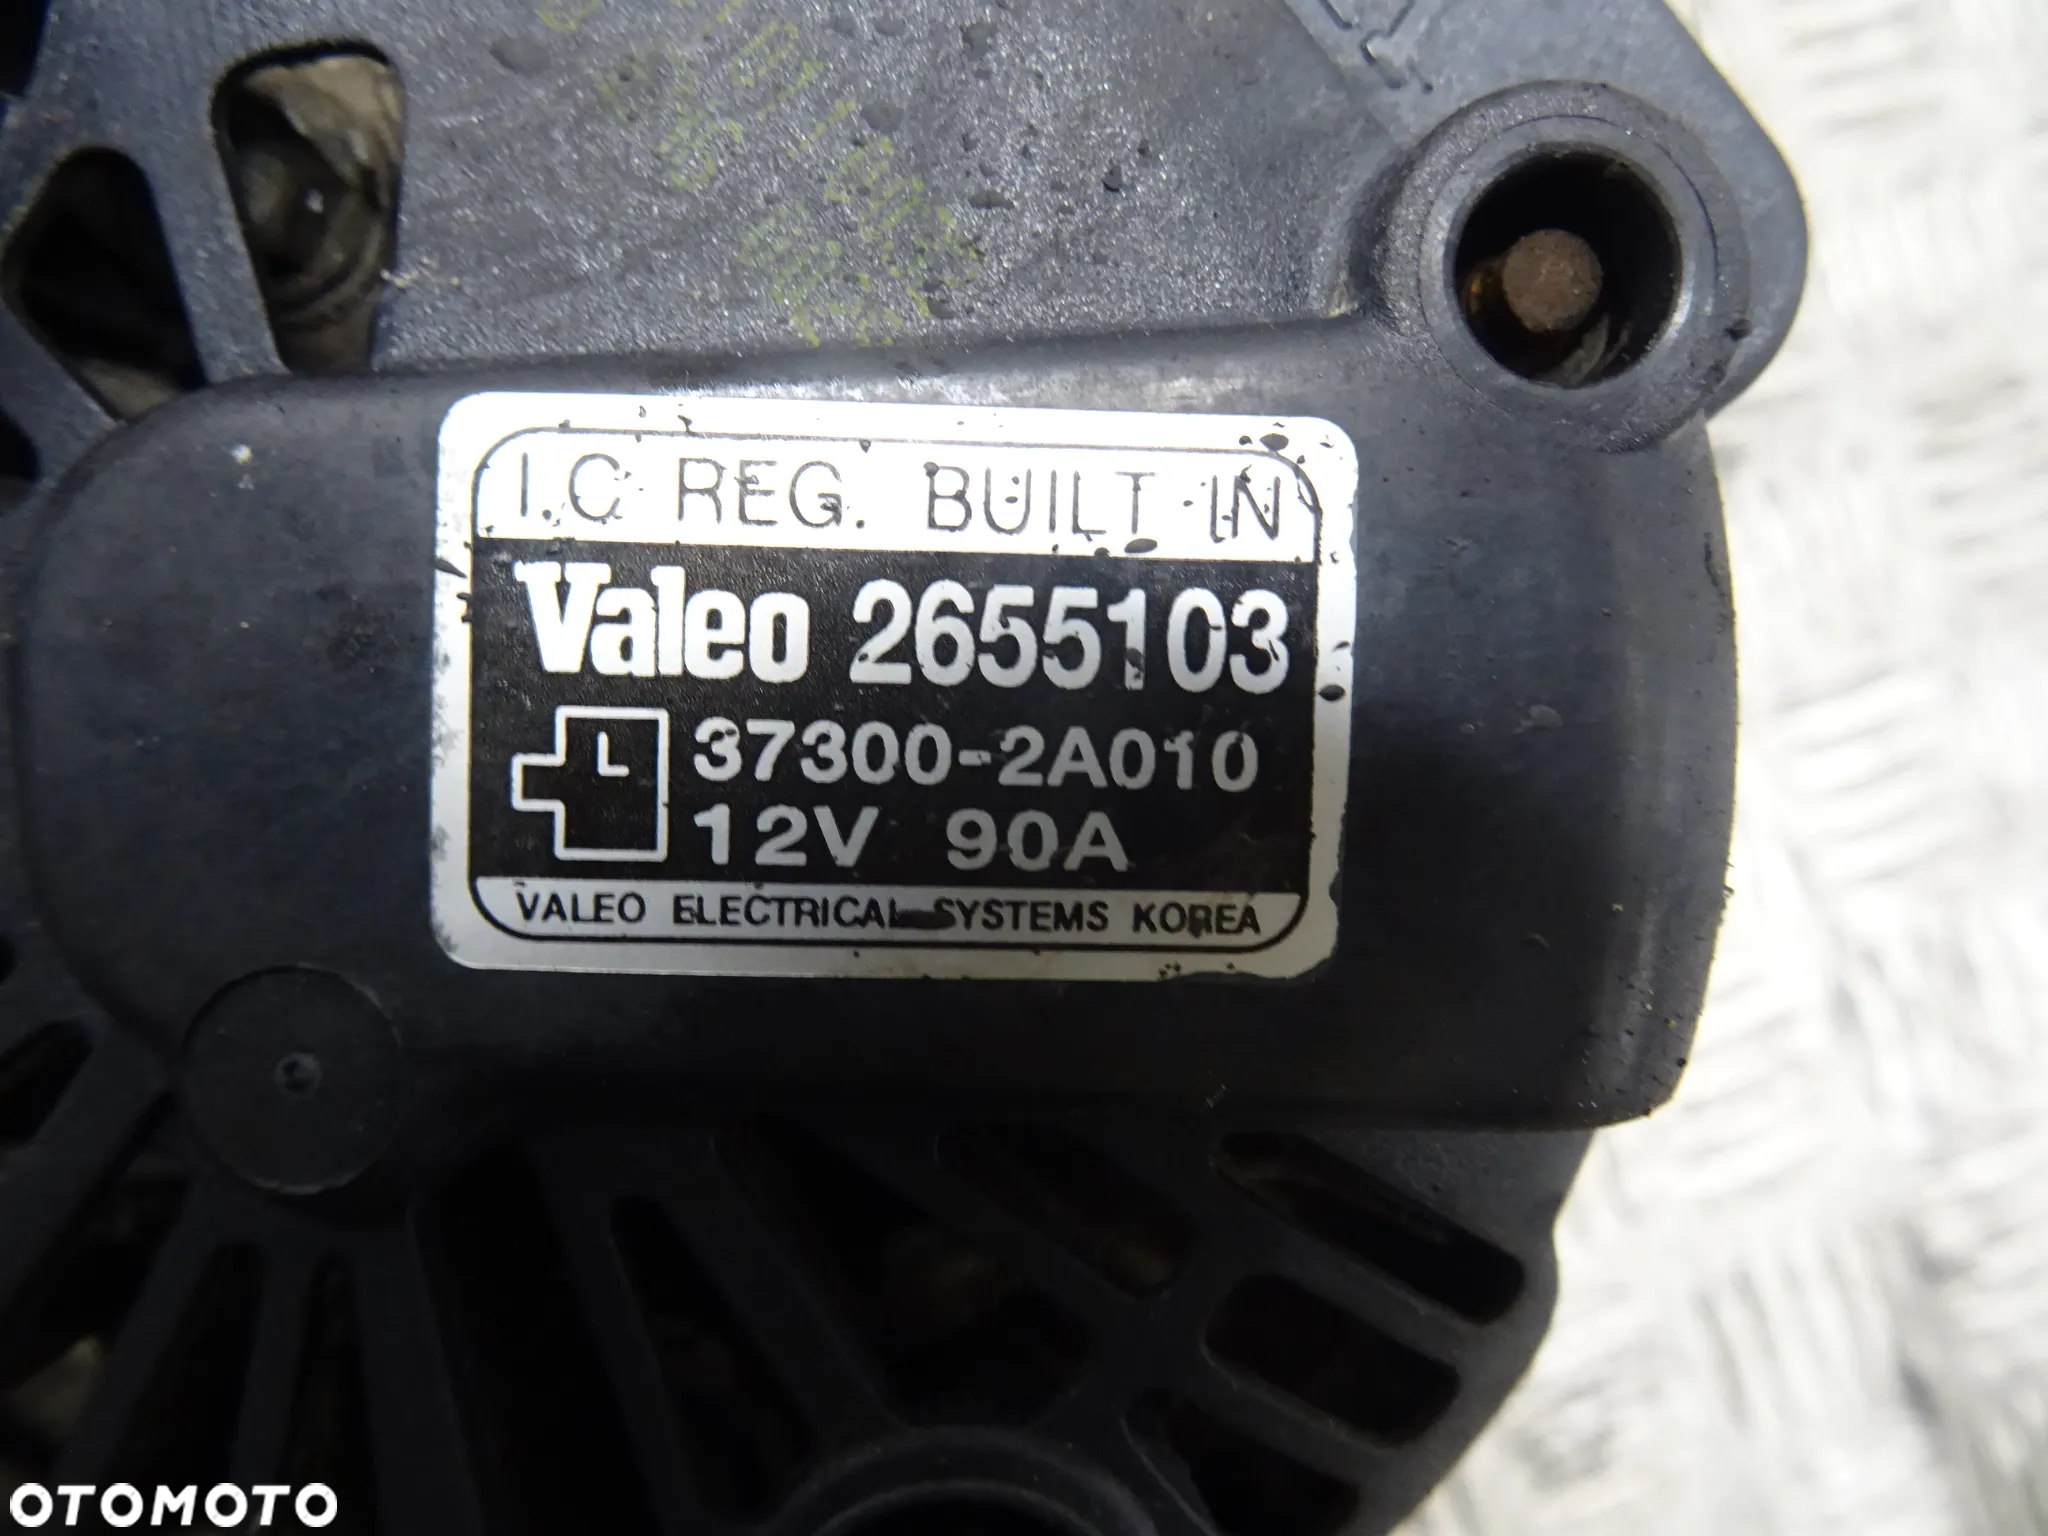 I.C REG. BUILT IN
Valeo 2655103
L 37300-2A010
12V 90A
VALEO ELECTRICAL SYSTEMS KOREA
OTOMOTO